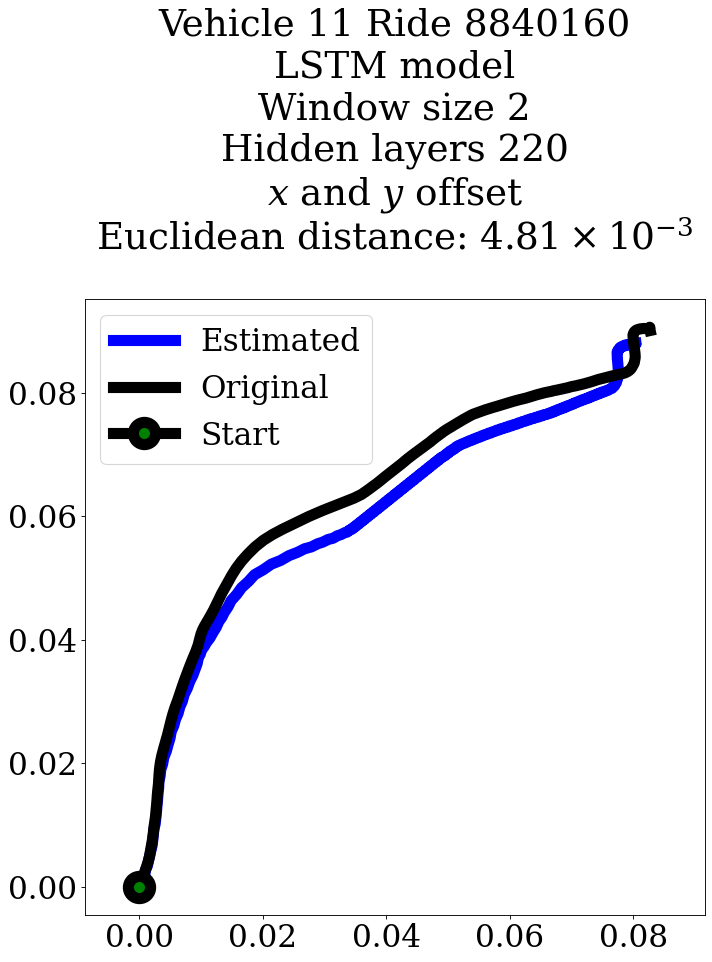 Vehicle 11 Ride 8840160
LSTM model
Window size 2
Hidden layers 220
x and y offset
Euclidean distance: 4.81 × 10⁻³
Estimated
Original
Start
0.08
0.06
0.04
0.02
0.00
0.00 0.02 0.04 0.06 0.08